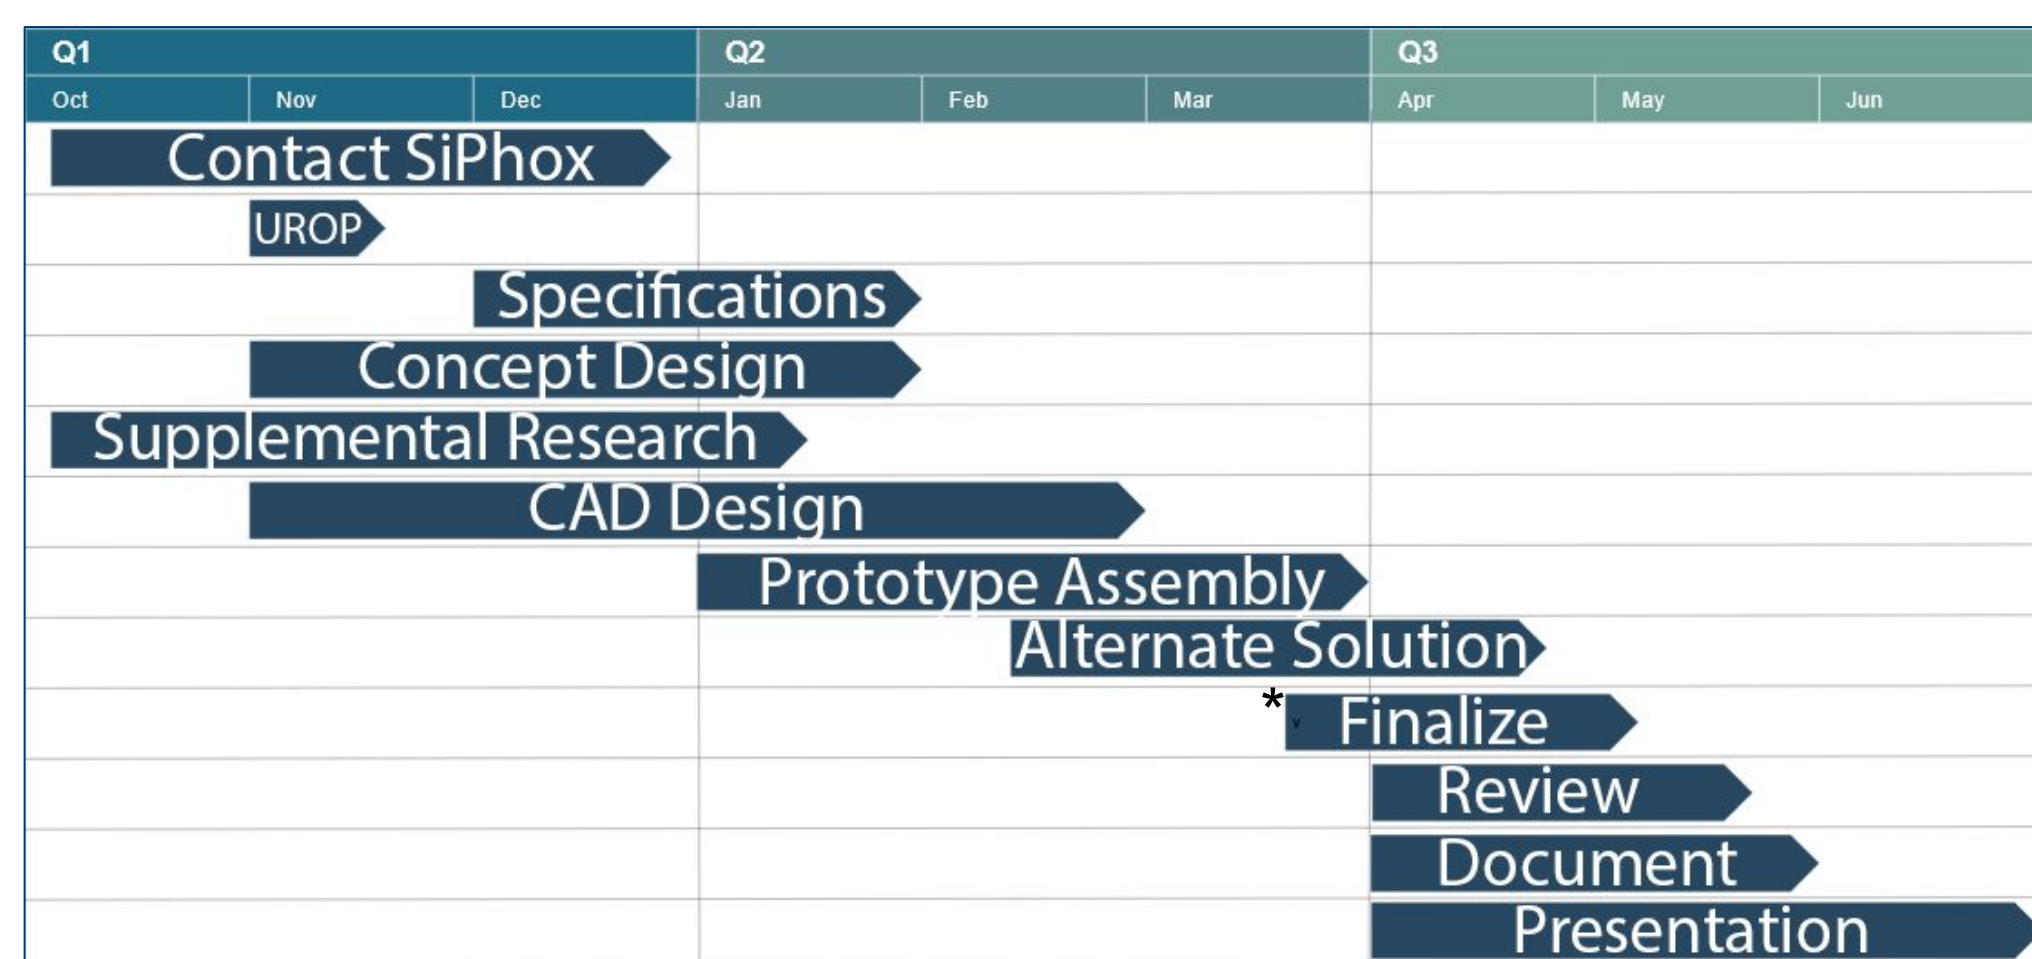 Q1 Q2 Q3
Oct Nov Dec Jan Feb Mar Apr May Jun
Contact SiPhox
UROP
Specifications
Concept Design
Supplemental Research
CAD Design
Prototype Assembly
Alternate Solution
* v Finalize
Review
Document
Presentation